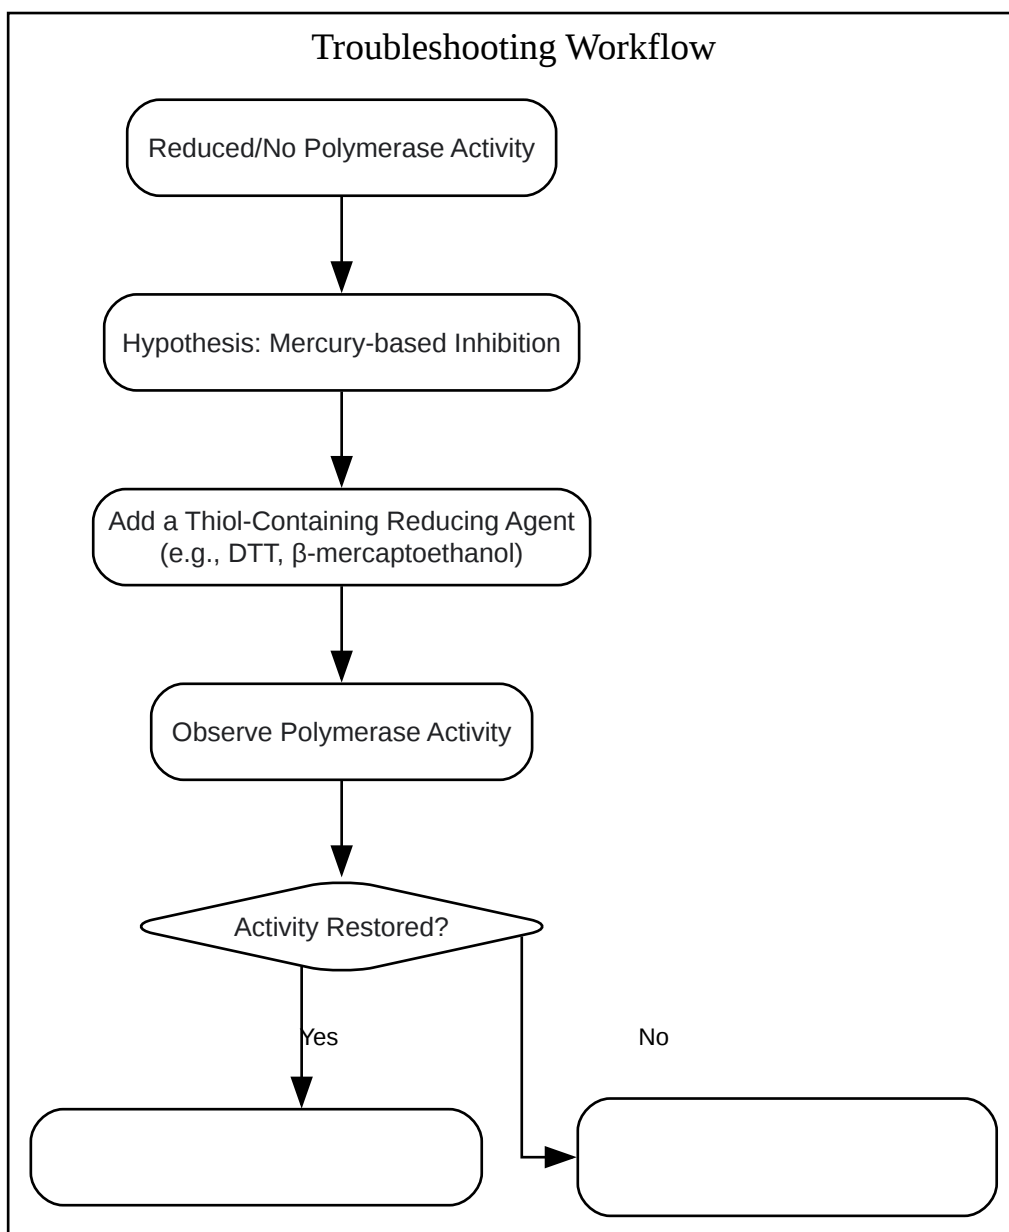 Troubleshooting Workflow
Reduced/No Polymerase Activity
Hypothesis: Mercury-based Inhibition
Add a Thiol-Containing Reducing Agent
(e.g., DTT, β-mercaptoethanol)
Observe Polymerase Activity
Activity Restored?
Yes
No